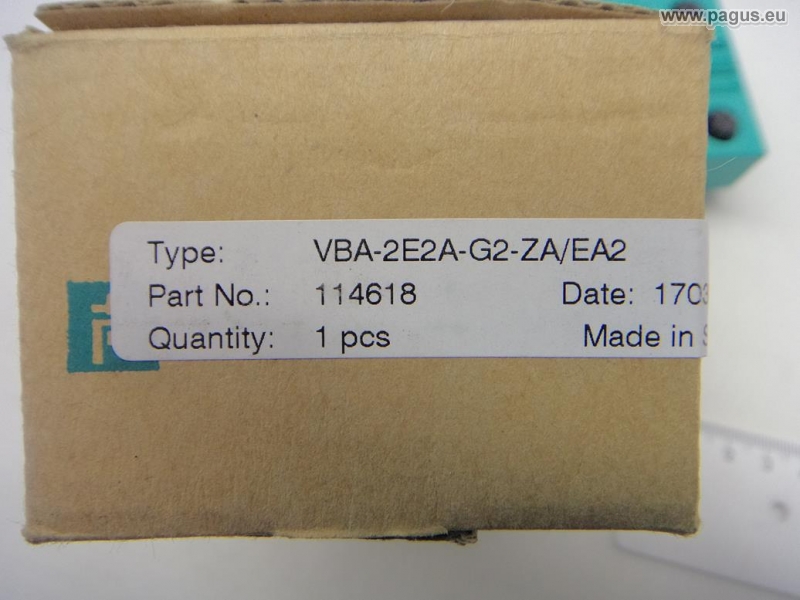 www.pagus.eu
Type: VBA-2E2A-G2-ZA/EA2
Part No.: 114618 Date: 1703
Quantity: 1 pcs Made in S